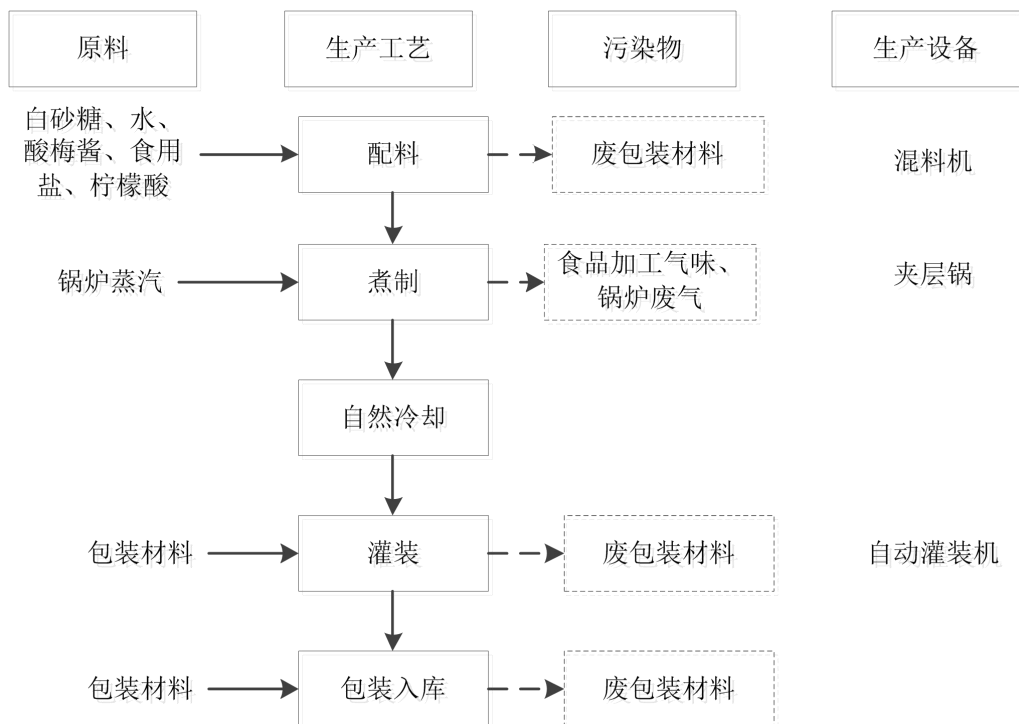 原料
生产工艺
污染物
生产设备
白砂糖、水、
酸梅酱、食用
盐、柠檬酸
配料
废包装材料
混料机
锅炉蒸汽
煮制
食品加工气味、
锅炉废气
夹层锅
自然冷却
包装材料
灌装
废包装材料
自动灌装机
包装材料
包装入库
废包装材料